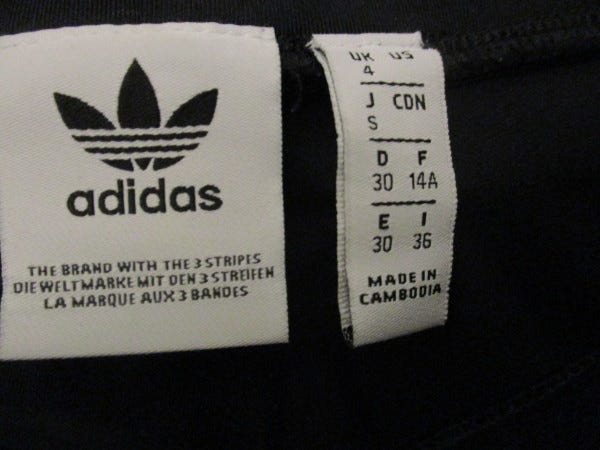 adidas
THE BRAND WITH THE 3 STRIPES
DIE WELTMARKE MIT DEN 3 STREIFEN
LA MARQUE AUX 3 BANDES
UK US
4
J CDN
S
D F
30 14A
E I
30 36
MADE IN
CAMBODIA